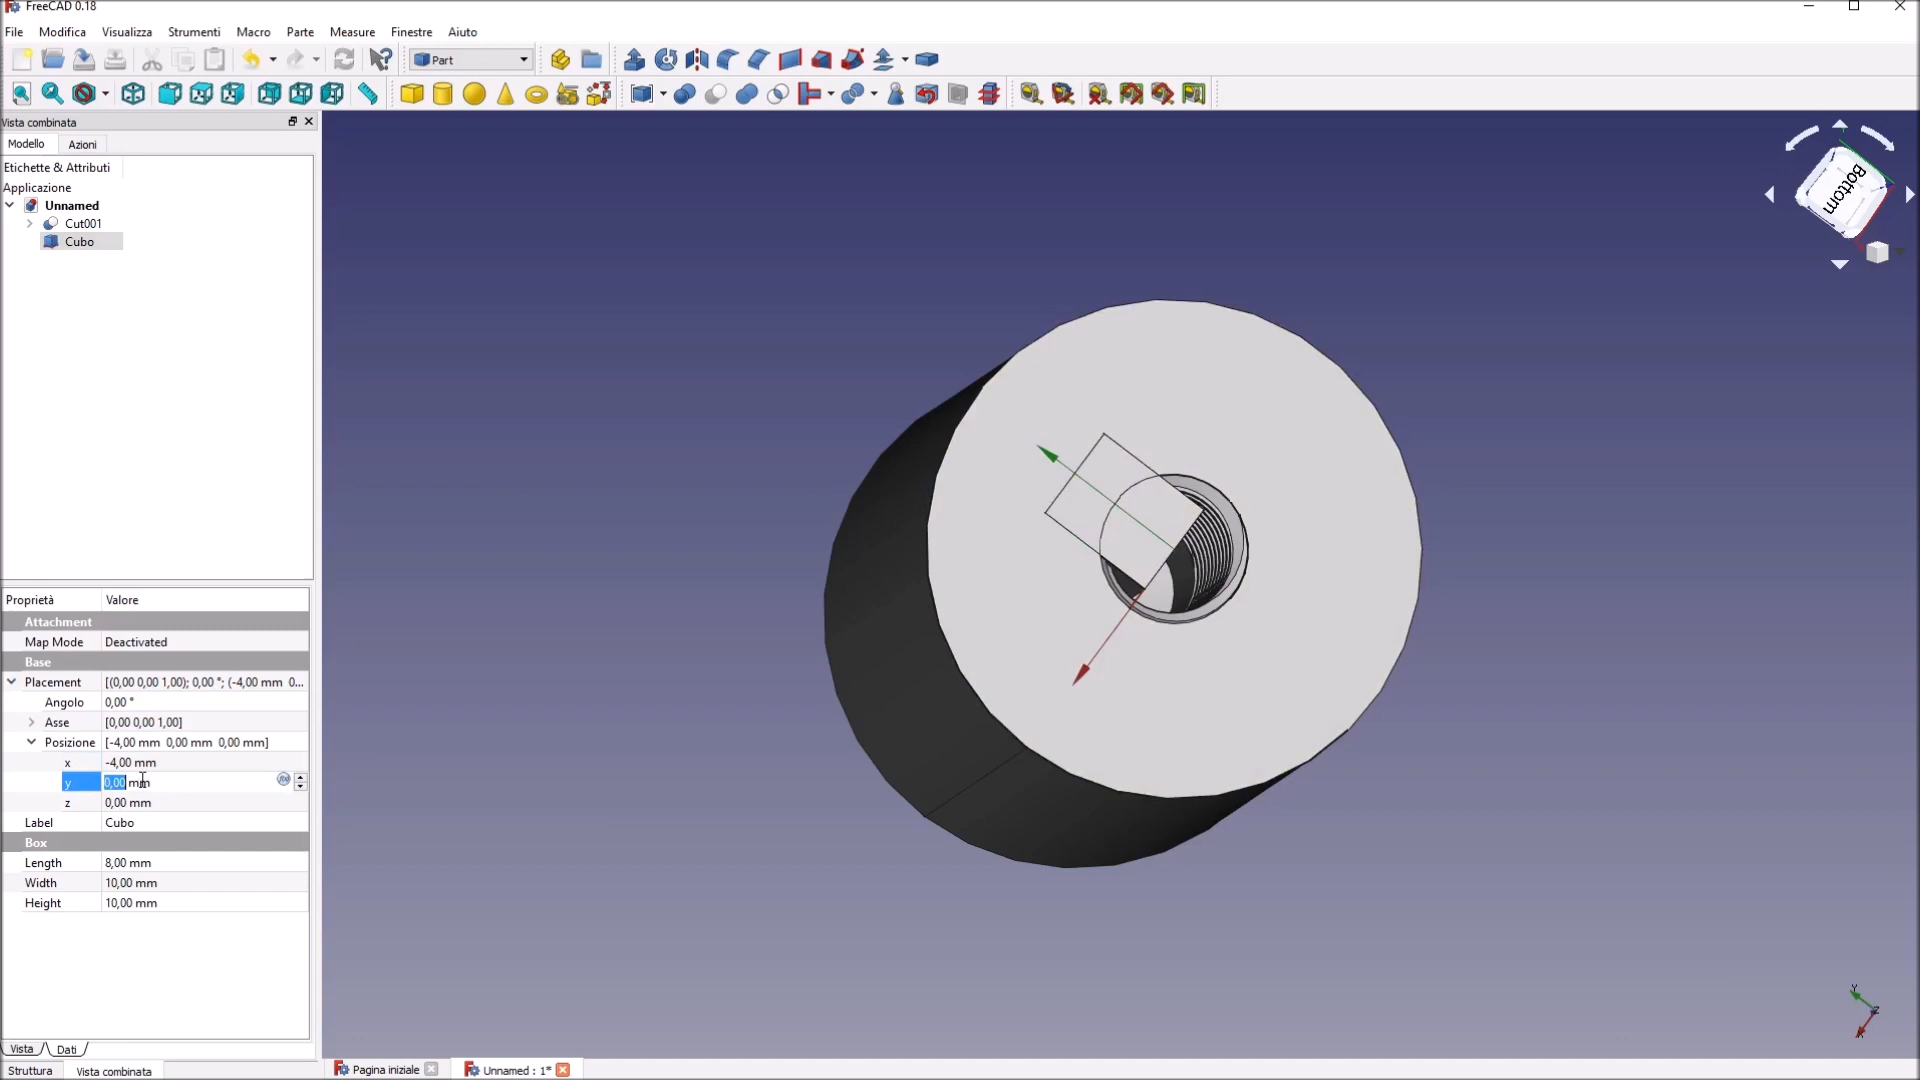 FreeCAD 0.18
File Modifica Visualizza Strumenti Macro Parte Measure Finestre Aiuto
Part
Vista combinata
Modello Azioni
Etichette & Attributi
Applicazione
Unnamed
Cut001
Cubo
Bottom
Proprietà Valore
Attachment
Map Mode Deactivated
Base
Placement [(0,00 0,00 1,00); 0,00 °; (-4,00 mm 0...
Angolo 0,00 °
Asse [0,00 0,00 1,00]
Posizione [-4,00 mm 0,00 mm 0,00 mm]
x -4,00 mm
y 0,00 mm
z 0,00 mm
Label Cubo
Box
Length 8,00 mm
Width 10,00 mm
Height 10,00 mm
Y
Z
X
Vista Dati
Struttura Vista combinata
Pagina iniziale Unnamed : 1*